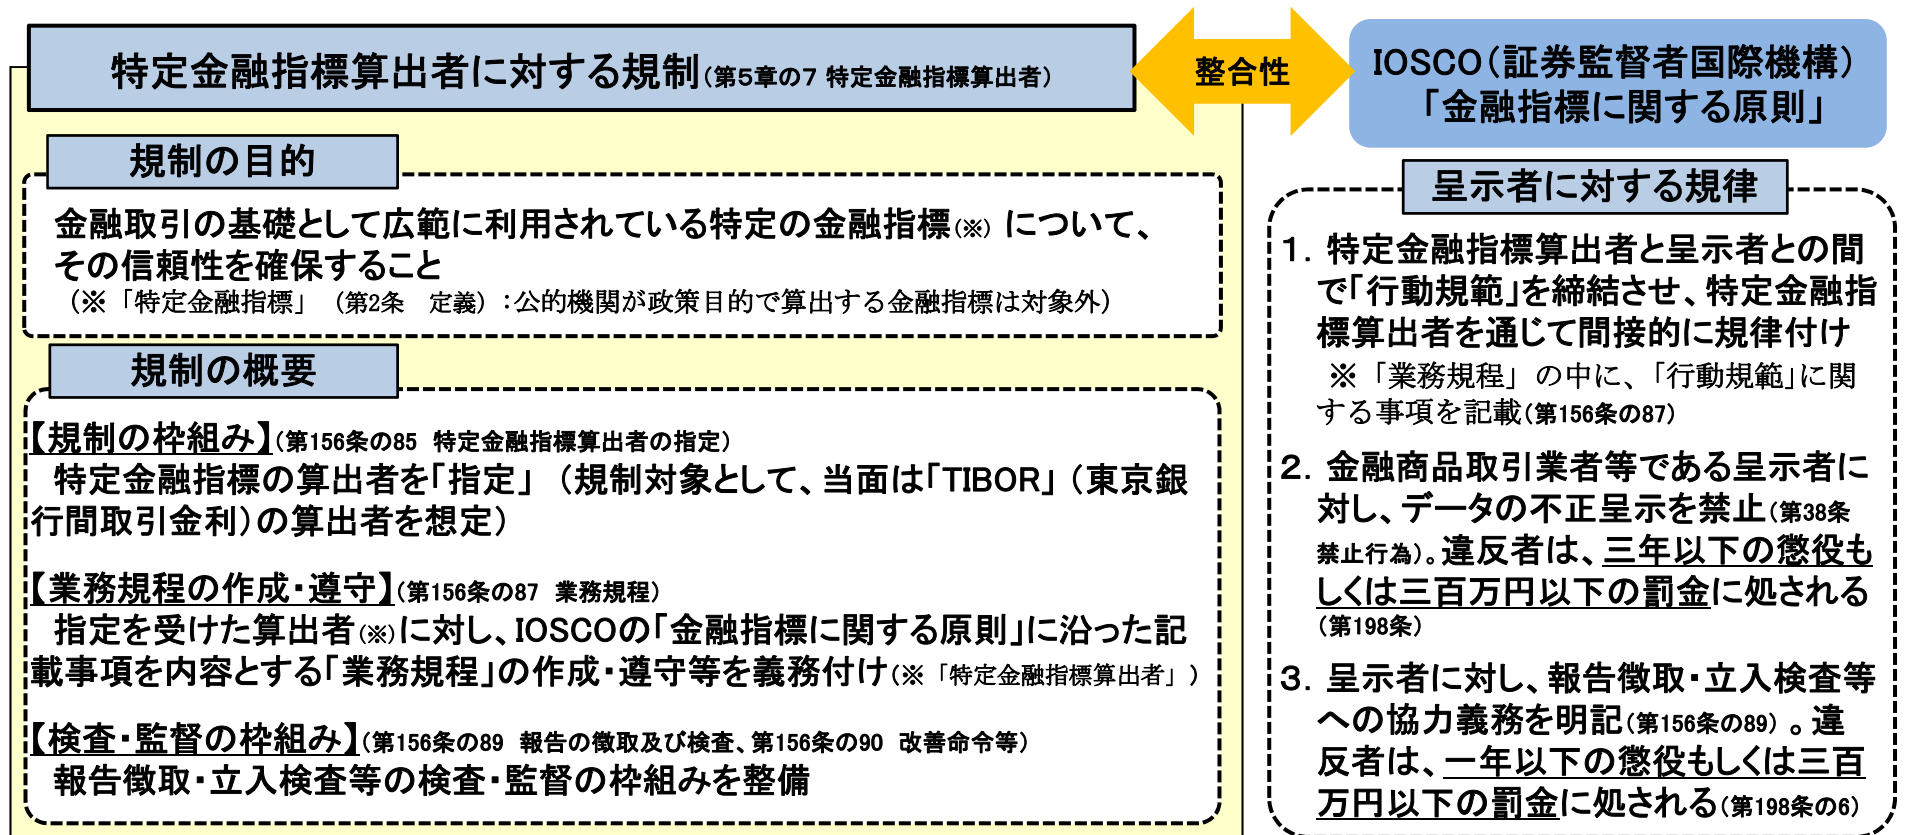 特定金融指標算出者に対する規制(第5章の7 特定金融指標算出者)
整合性
IOSCO(証券監督者国際機構)
「金融指標に関する原則」
規制の目的
金融取引の基礎として広範に利用されている特定の金融指標(※) について、
その信頼性を確保すること
(※「特定金融指標」 (第2条 定義):公的機関が政策目的で算出する金融指標は対象外)
規制の概要
【規制の枠組み】(第156条の85 特定金融指標算出者の指定)
特定金融指標の算出者を「指定」(規制対象として、当面は「TIBOR」(東京銀
行間取引金利)の算出者を想定)
【業務規程の作成・遵守】(第156条の87 業務規程)
指定を受けた算出者(※)に対し、IOSCOの「金融指標に関する原則」に沿った記
載事項を内容とする「業務規程」の作成・遵守等を義務付け(※「特定金融指標算出者」)
【検査・監督の枠組み】(第156条の89 報告の徴取及び検査、第156条の90 改善命令等)
報告徴取・立入検査等の検査・監督の枠組みを整備
呈示者に対する規律
1. 特定金融指標算出者と呈示者との間
で「行動規範」を締結させ、特定金融指
標算出者を通じて間接的に規律付け
※「業務規程」の中に、「行動規範」に関
する事項を記載(第156条の87)
2. 金融商品取引業者等である呈示者に
対し、データの不正呈示を禁止(第38条
禁止行為)。違反者は、三年以下の懲役も
しくは三百万円以下の罰金に処される
(第198条)
3. 呈示者に対し、報告徴取・立入検査等
への協力義務を明記(第156条の89)。違
反者は、一年以下の懲役もしくは三百
万円以下の罰金に処される(第198条の6)